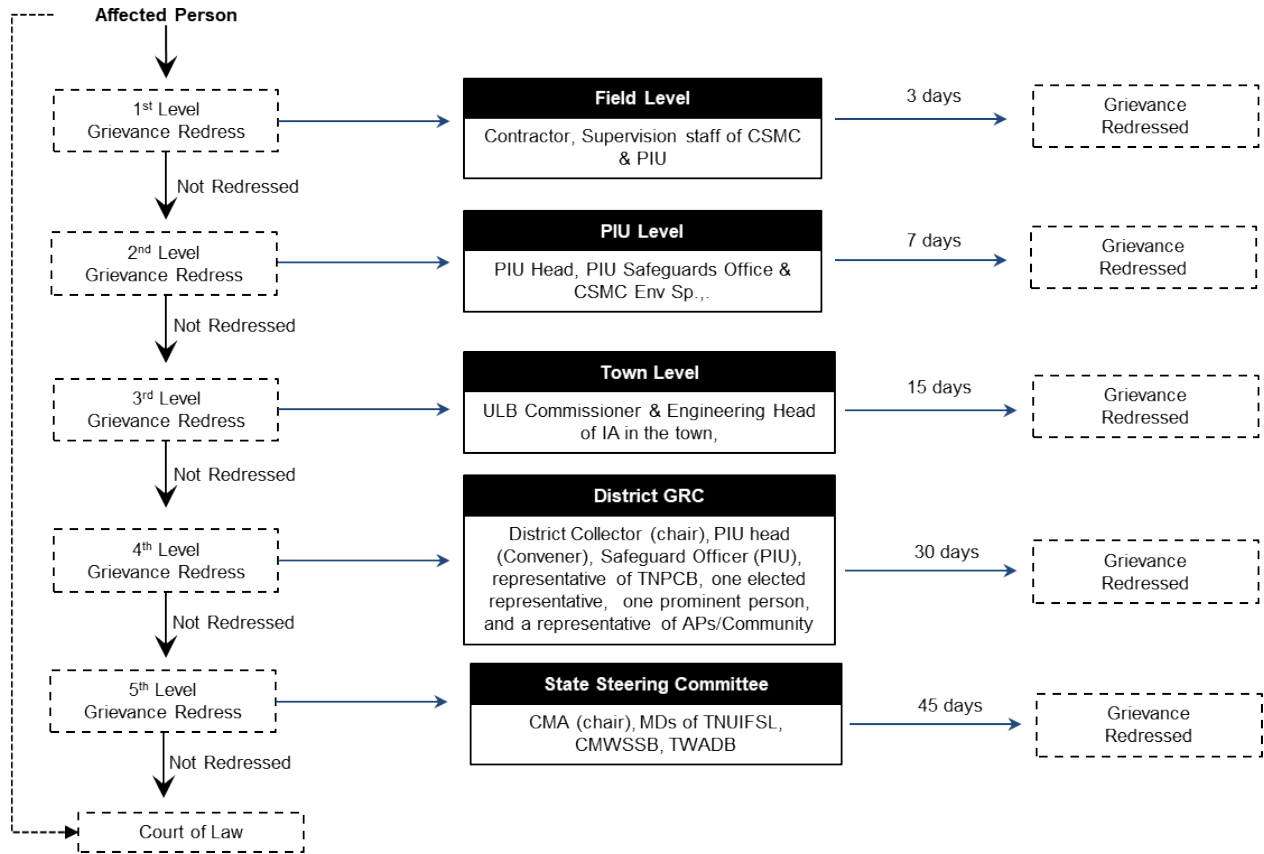 Affected Person
1st Level
Grievance Redress
Field Level
Contractor, Supervision staff of CSMC
& PIU
3 days
Grievance
Redressed
Not Redressed
2nd Level
Grievance Redress
PIU Level
PIU Head, PIU Safeguards Office &
CSMC Env Sp.,.
7 days
Grievance
Redressed
Not Redressed
3rd Level
Grievance Redress
Town Level
ULB Commissioner & Engineering Head
of IA in the town,
15 days
Grievance
Redressed
Not Redressed
4th Level
Grievance Redress
District GRC
District Collector (chair), PIU head
(Convener), Safeguard Officer (PIU),
representative of TNPCB, one elected
representative, one prominent person,
and a representative of APs/Community
30 days
Grievance
Redressed
Not Redressed
5th Level
Grievance Redress
State Steering Committee
CMA (chair), MDs of TNUIFSL,
CMWSSB, TWADB
45 days
Grievance
Redressed
Not Redressed
Court of Law